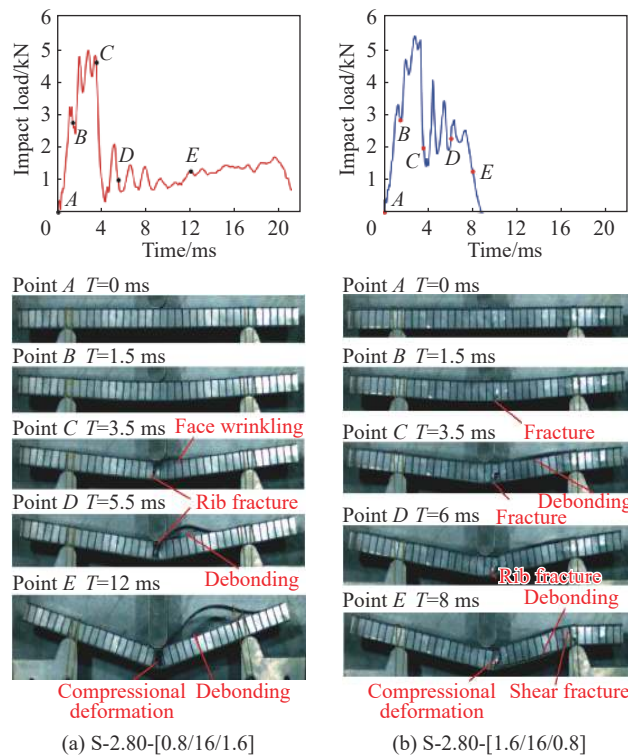 6
5
4
3
2
1
0
Impact load/kN
A
B
C
D
E
4
8
12
16
20
Time/ms
Point A T=0 ms
Point B T=1.5 ms
Point C T=3.5 ms
Face wrinkling
Rib fracture
Point D T=5.5 ms
Debonding
Point E T=12 ms
Compressional Debonding
deformation
(a) S-2.80-[0.8/16/1.6]
6
5
4
3
2
1
0
Impact load/kN
A
B
C
D
E
4
8
12
16
20
Time/ms
Point A T=0 ms
Point B T=1.5 ms
Fracture
Point C T=3.5 ms
Debonding
Fracture
Point D T=6 ms
Rib fracture
Point E T=8 ms
Debonding
Compressional Shear fracture
deformation
(b) S-2.80-[1.6/16/0.8]